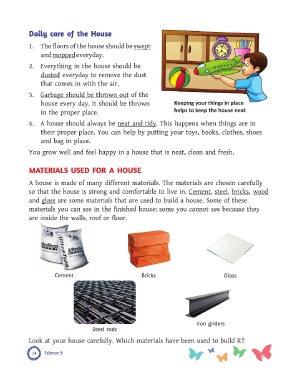 Daily care of the House
1. The floors of the house should be swept
and mopped everyday.
2. Everything in the house should be
dusted everyday to remove the dust
that comes in with the air.
3. Garbage should be thrown out of the
house every day. It should be thrown
in the proper place.
Keeping your things in place
helps to keep the house neat
4. A house should always be neat and tidy. This happens when things are in
their proper place. You can help by putting your toys, books, clothes, shoes
and bag in place.
You grow well and feel happy in a house that is neat, clean and fresh.
MATERIALS USED FOR A HOUSE
A house is made of many different materials. The materials are chosen carefully
so that the house is strong and comfortable to live in. Cement, steel, bricks, wood
and glass are some materials that are used to build a house. Some of these
materials you can see in the finished house; some you cannot see because they
are inside the walls, roof or floor.
Cement
Bricks
Glass
Steel rods
Iron girders
Look at your house carefully. Which materials have been used to build it?
74 Science-3